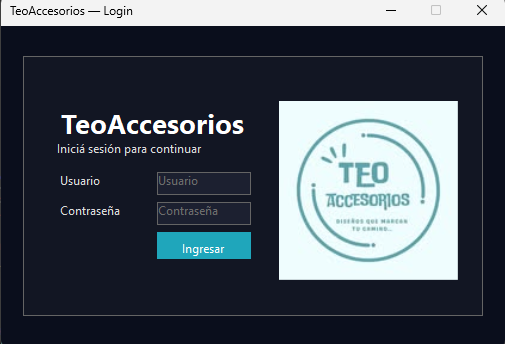 TeoAccesorios — Login
TeoAccesorios
Iniciá sesión para continuar
Usuario Usuario
Contraseña Contraseña
Ingresar
TEO
ACCESORIOS
DISEÑOS QUE MARCAN
TU CAMINO...